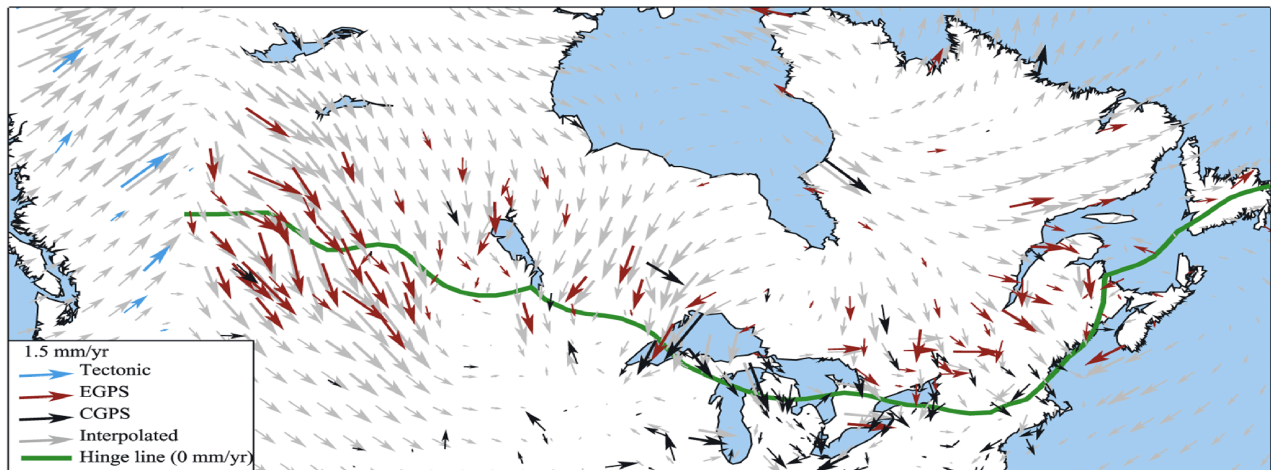 1.5 mm/yr
Tectonic
EGPS
CGPS
Interpolated
Hinge line (0 mm/yr)